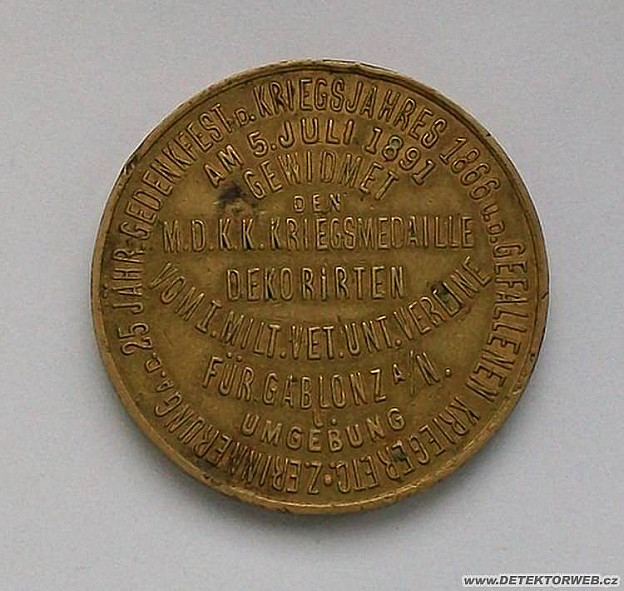 Z. ERINNERUNG A. D. 25 JÄHR. GEDENKFEST D. KRIEGSJAHRES 1866 U. D. GEFALLENEN KRIEGER ETC.
AM 5. JULI 1891
GEWIDMET
DEN
M. D. K. K. KRIEGSMEDAILLE
DEKORIRTEN
VOM I. MILT. VET. UNT. VEREINE
FÜR. GABLONZ A/N.
U.
UMGEBUNG
www.DETEKTORWEB.cz